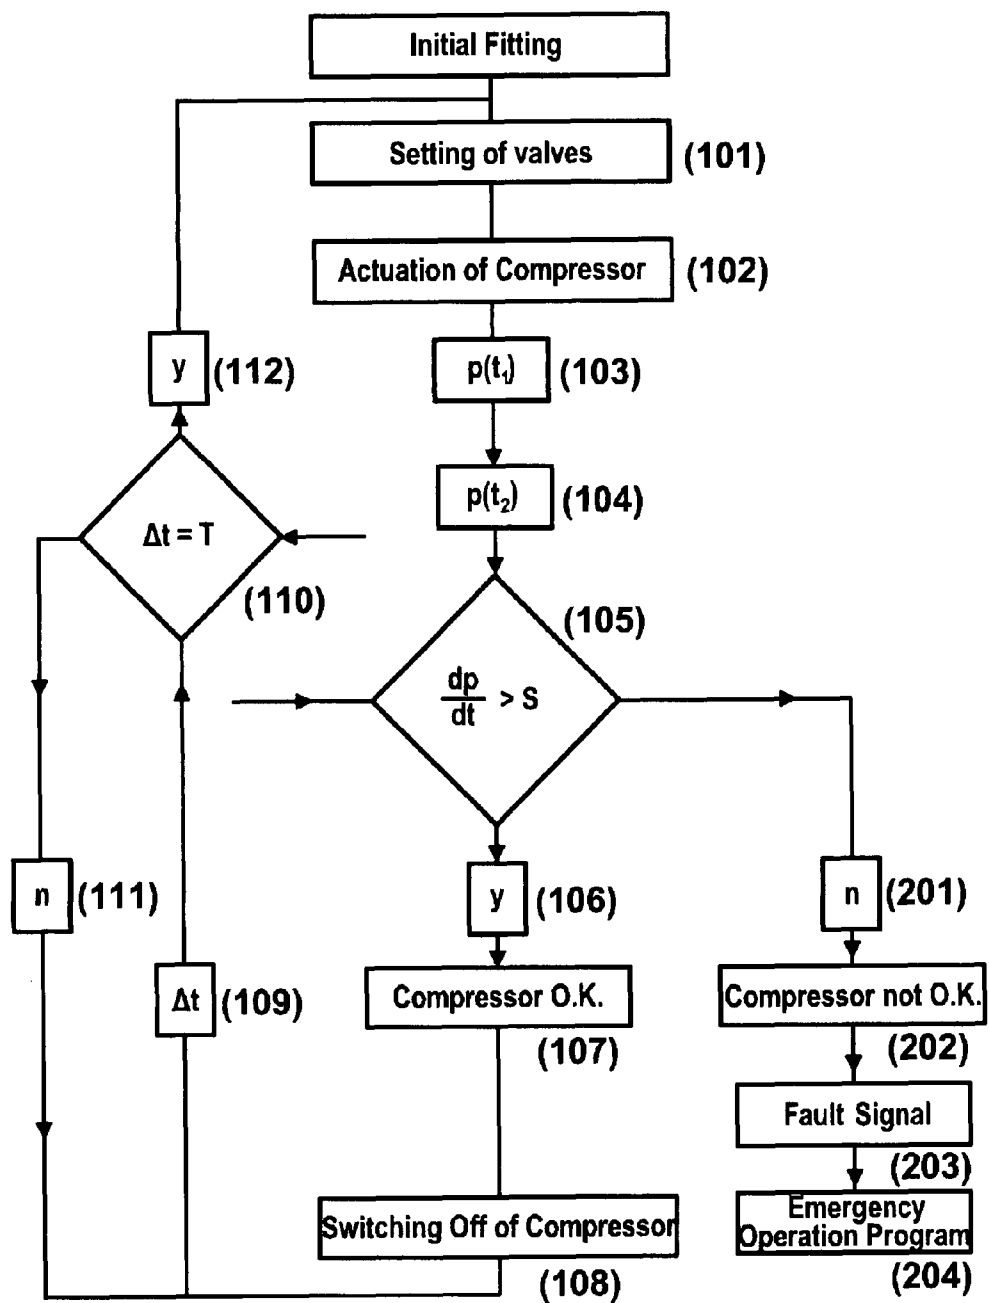 Initial Fitting
Setting of valves (101)
Actuation of Compressor (102)
y (112)
p(t₁) (103)
p(t₂) (104)
Δt = T
(110)
(105)
dp
dt
> S
n (111)
y (106)
n (201)
Δt (109)
Compressor O.K.
(107)
Compressor not O.K.
(202)
Fault Signal
(203)
Switching Off of Compressor
(108)
Emergency
Operation Program
(204)